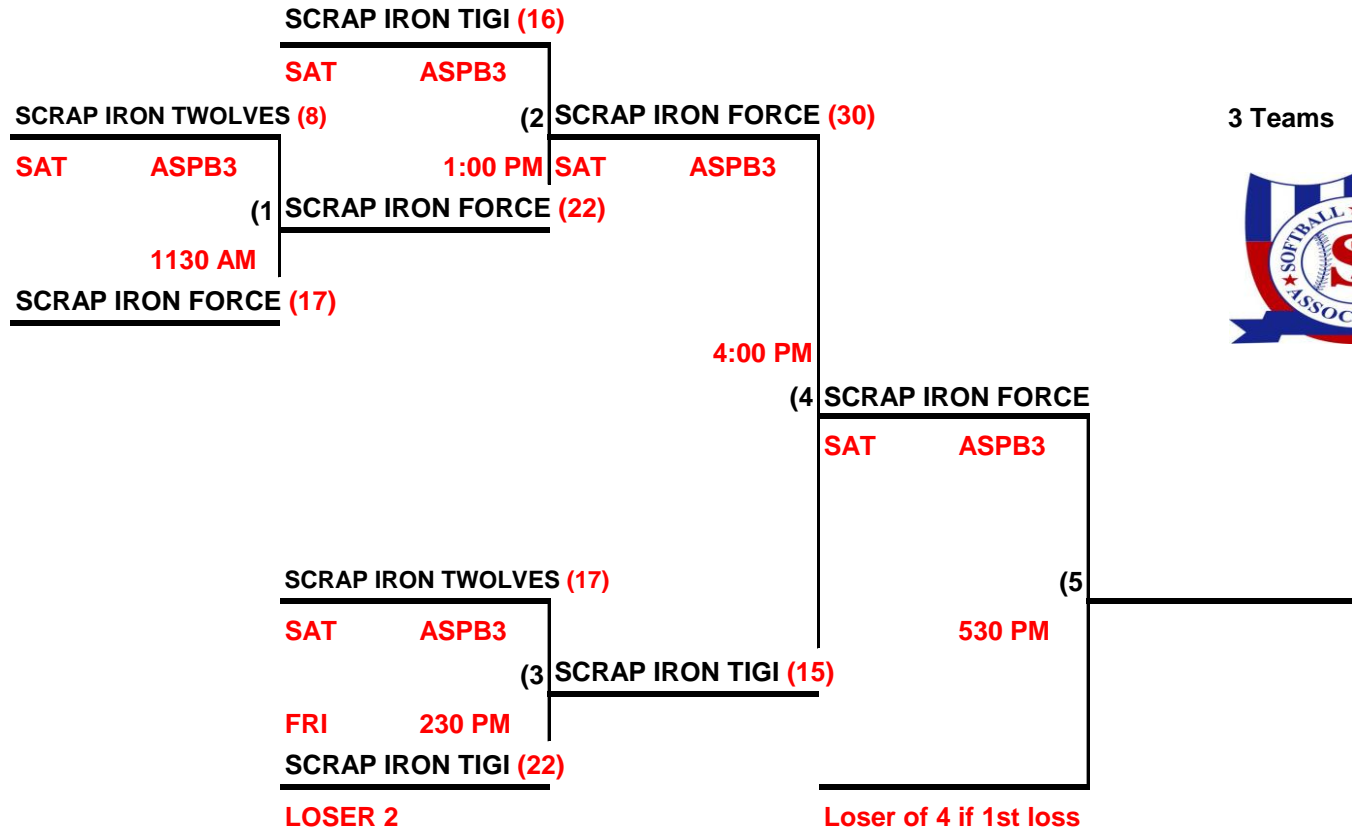 SCRAP IRON TIGI (16)
SAT ASPB3
SCRAP IRON TWOLVES (8)
(2 SCRAP IRON FORCE (30)
3 Teams
SAT ASPB3
1:00 PM SAT ASPB3
(1 SCRAP IRON FORCE (22)
1130 AM
SCRAP IRON FORCE (17)
SOFTBALL
ASSOC
4:00 PM
(4 SCRAP IRON FORCE
SAT ASPB3
SCRAP IRON TWOLVES (17)
(5
SAT ASPB3
530 PM
(3 SCRAP IRON TIGI (15)
FRI 230 PM
SCRAP IRON TIGI (22)
LOSER 2
Loser of 4 if 1st loss